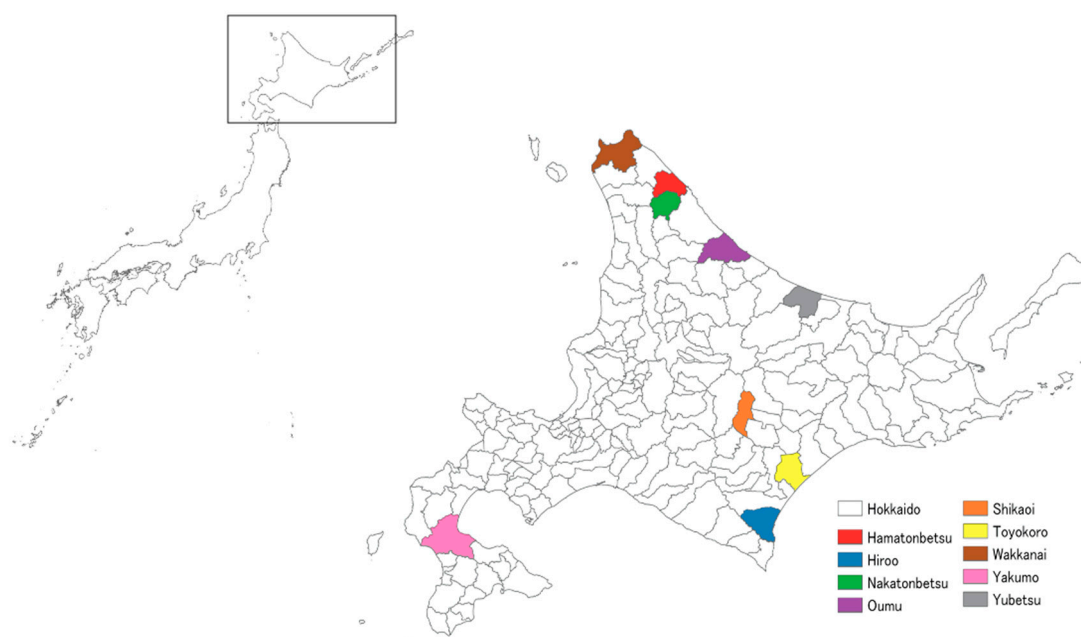 Hokkaido
Hamatonbetsu
Hiroo
Nakatonbetsu
Oumu
Shikaoi
Toyokoro
Wakkanai
Yakumo
Yubetsu